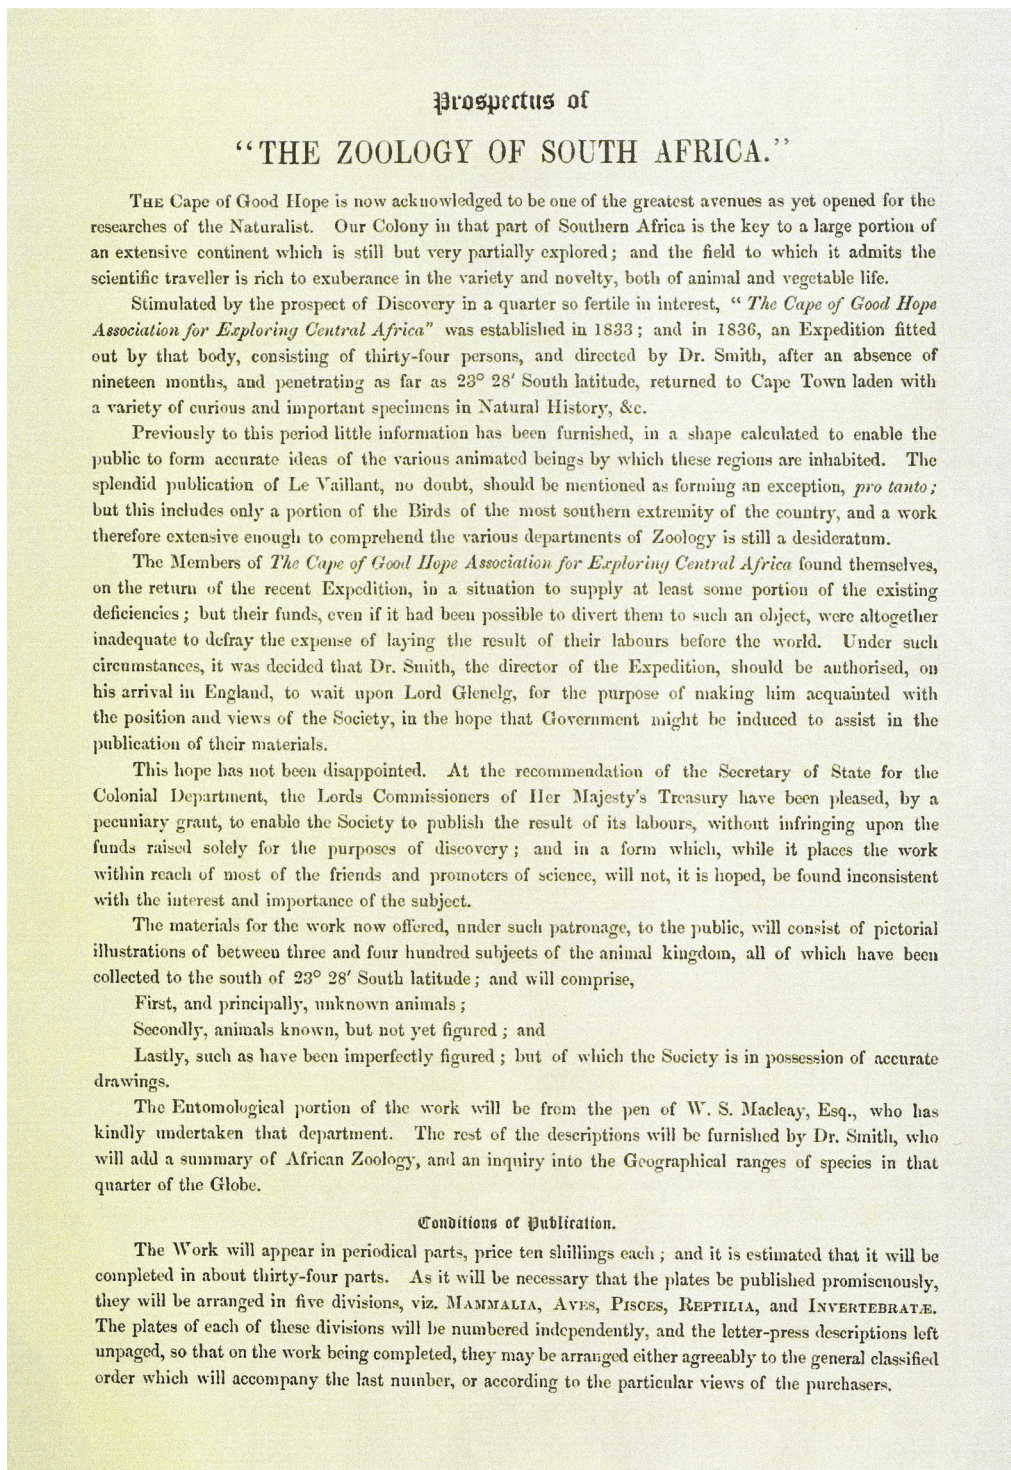 Prospectus of
"THE ZOOLOGY OF SOUTH AFRICA."
THE Cape of Good Hope is now acknowledged to be one of the greatest avenues as yet opened for the
researches of the Naturalist. Our Colony in that part of Southern Africa is the key to a large portion of
an extensive continent which is still but very partially explored; and the field to which it admits the
scientific traveller is rich to exuberance in the variety and novelty, both of animal and vegetable life.
Stimulated by the prospect of Discovery in a quarter so fertile in interest, " The Cape of Good Hope
Association for Exploring Central Africa" was established in 1833; and in 1836, an Expedition fitted
out by that body, consisting of thirty-four persons, and directed by Dr. Smith, after an absence of
nineteen months, and penetrating as far as 23° 28′ South latitude, returned to Cape Town laden with
a variety of curious and important specimens in Natural History, &c.
Previously to this period little information has been furnished, in a shape calculated to enable the
public to form accurate ideas of the various animated beings by which these regions are inhabited. The
splendid publication of Le Vaillant, no doubt, should be mentioned as forming an exception, pro tanto;
but this includes only a portion of the Birds of the most southern extremity of the country, and a work
therefore extensive enough to comprehend the various departments of Zoology is still a desideratum.
The Members of The Cape of Good Hope Association for Exploring Central Africa found themselves,
on the return of the recent Expedition, in a situation to supply at least some portion of the existing
deficiencies; but their funds, even if it had been possible to divert them to such an object, were altogether
inadequate to defray the expense of laying the result of their labours before the world. Under such
circumstances, it was decided that Dr. Smith, the director of the Expedition, should be authorised, on
his arrival in England, to wait upon Lord Glenelg, for the purpose of making him acquainted with
the position and views of the Society, in the hope that Government might be induced to assist in the
publication of their materials.
This hope has not been disappointed. At the recommendation of the Secretary of State for the
Colonial Department, the Lords Commissioners of Her Majesty's Treasury have been pleased, by a
pecuniary grant, to enable the Society to publish the result of its labours, without infringing upon the
funds raised solely for the purposes of discovery; and in a form which, while it places the work
within reach of most of the friends and promoters of science, will not, it is hoped, be found inconsistent
with the interest and importance of the subject.
The materials for the work now offered, under such patronage, to the public, will consist of pictorial
illustrations of between three and four hundred subjects of the animal kingdom, all of which have been
collected to the south of 23° 28′ South latitude; and will comprise,
First, and principally, unknown animals;
Secondly, animals known, but not yet figured; and
Lastly, such as have been imperfectly figured; but of which the Society is in possession of accurate
drawings.
The Entomological portion of the work will be from the pen of W. S. Macleay, Esq., who has
kindly undertaken that department. The rest of the descriptions will be furnished by Dr. Smith, who
will add a summary of African Zoology, and an inquiry into the Geographical ranges of species in that
quarter of the Globe.
Conditions of Publication.
The Work will appear in periodical parts, price ten shillings each; and it is estimated that it will be
completed in about thirty-four parts. As it will be necessary that the plates be published promiscuously,
they will be arranged in five divisions, viz. MAMMALIA, AVES, PISCES, REPTILIA, and INVERTEBRATÆ.
The plates of each of these divisions will be numbered independently, and the letter-press descriptions left
unpaged, so that on the work being completed, they may be arranged either agreeably to the general classified
order which will accompany the last number, or according to the particular views of the purchasers.